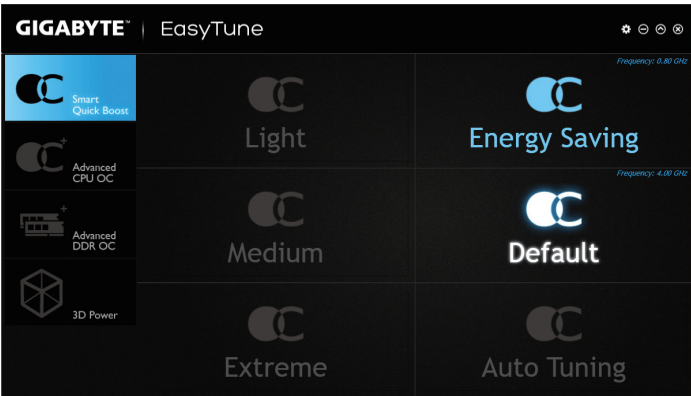 GIGABYTE™ | EasyTune
Smart
Quick Boost
Advanced
CPU OC
Advanced
DDR OC
3D Power
Light
Frequency: 0.80 GHz
Energy Saving
Medium
Frequency: 4.00 GHz
Default
Extreme
Auto Tuning